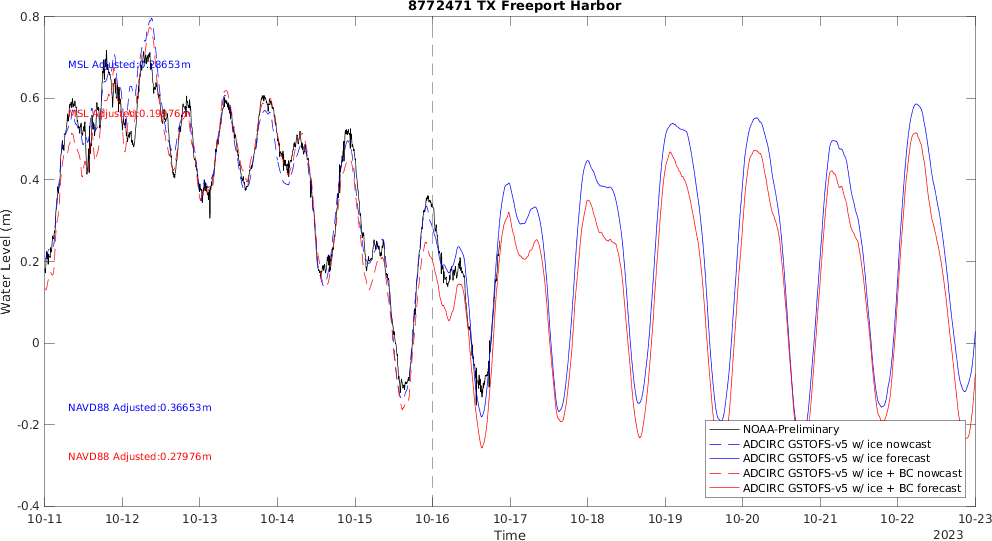 8772471 TX Freeport Harbor
0.8
0.6
0.4
0.2
0
-0.2
-0.4
Water Level (m)
MSL Adjusted:
MSL Adjusted:
NAVD88 Adjusted:0.36653m
NAVD88 Adjusted:0.27976m
NOAA-Preliminary
ADCIRC GSTOFS-v5 w/ ice nowcast
ADCIRC GSTOFS-v5 w/ ice forecast
ADCIRC GSTOFS-v5 w/ ice + BC nowcast
ADCIRC GSTOFS-v5 w/ ice + BC forecast
10-11 10-12 10-13 10-14 10-15 10-16 10-17 10-18 10-19 10-20 10-21 10-22 10-23
Time
2023